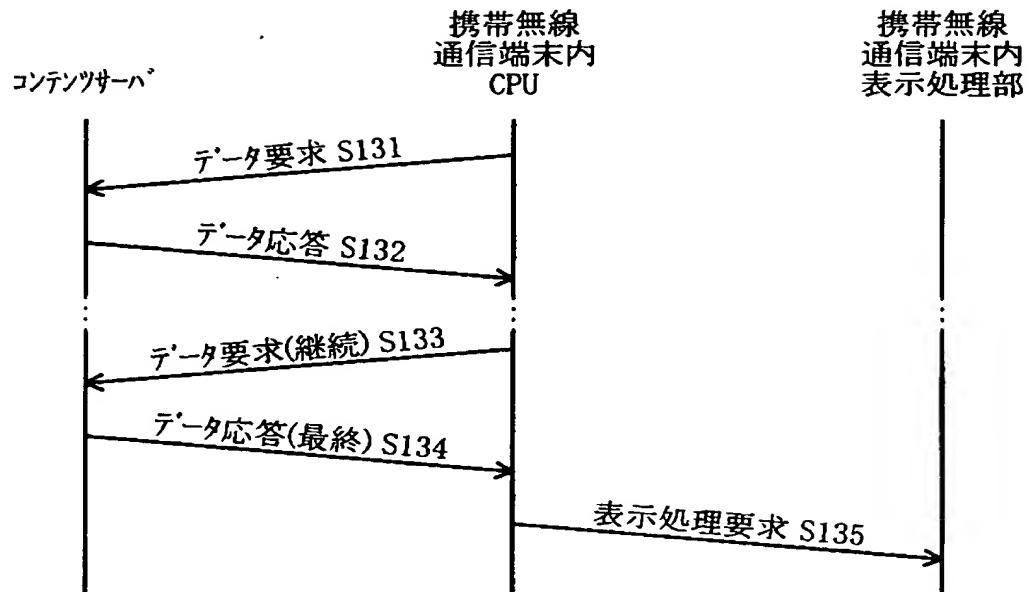 コンテンツサーバ
携帯無線
通信端末内
CPU
携帯無線
通信端末内
表示処理部
データ要求 S131
データ応答 S132
データ要求(継続) S133
データ応答(最終) S134
表示処理要求 S135